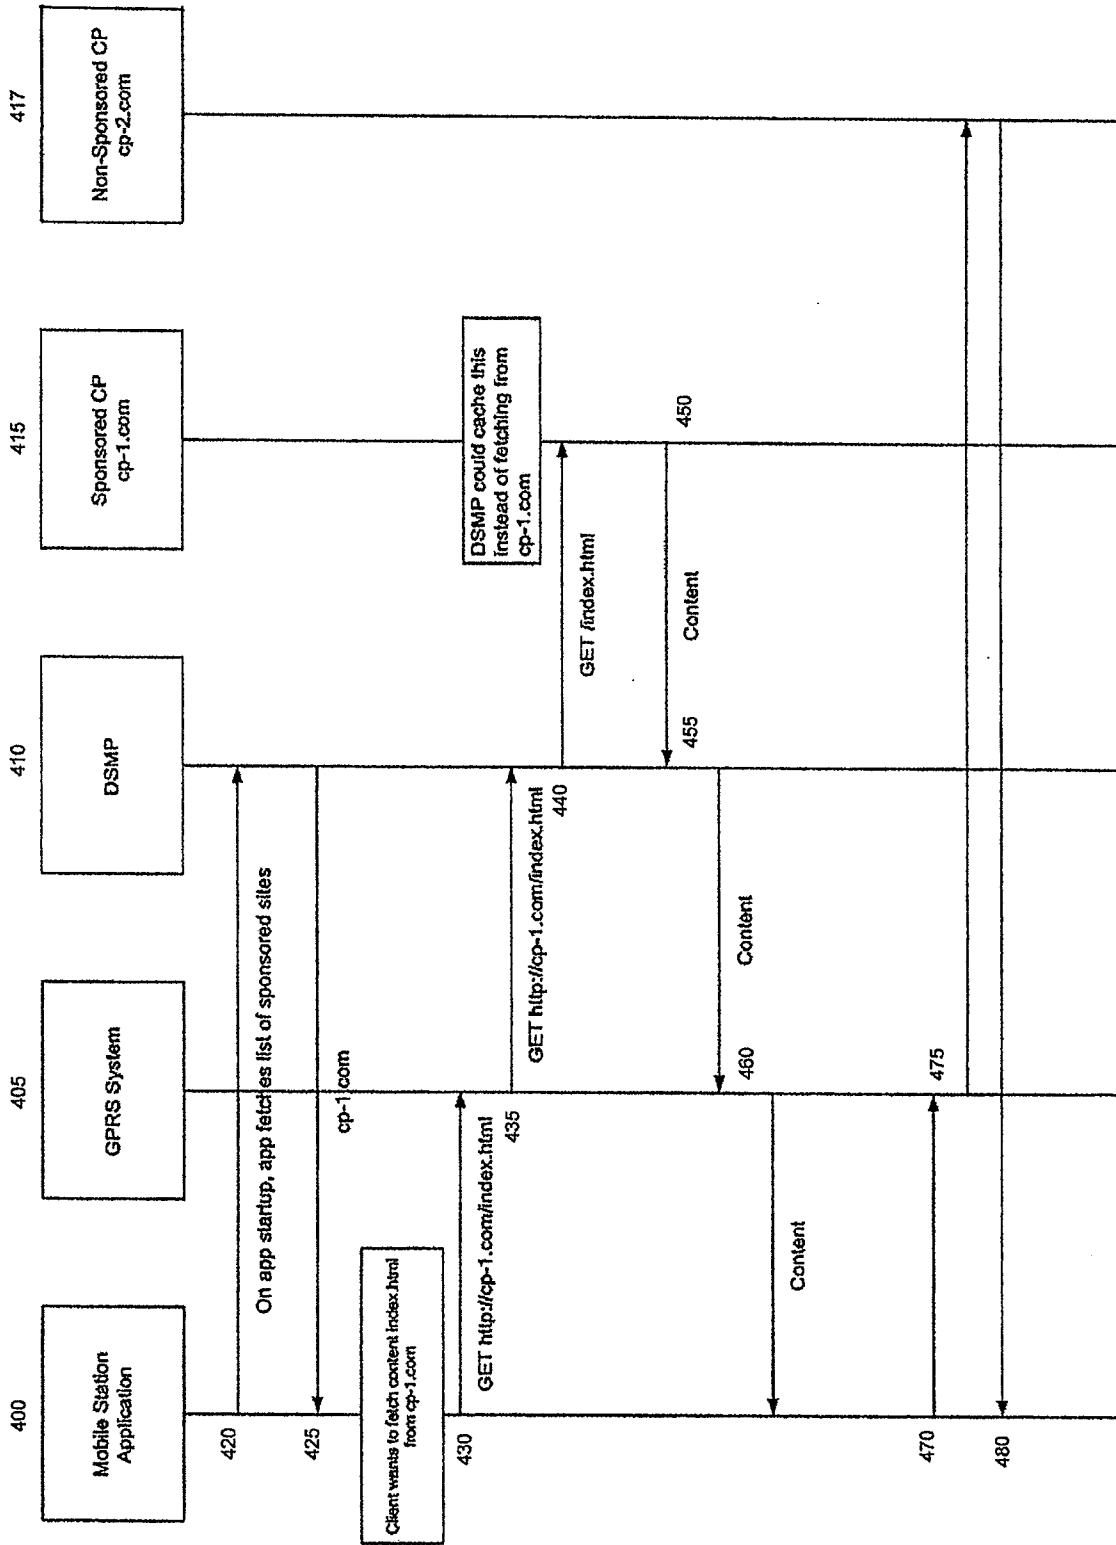 400
405
410
415
417
Mobile Station
Application
GPRS System
DSMP
Sponsored CP
cp-1.com
Non-Sponsored CP
cp-2.com
420
On app startup, app fetches list of sponsored sites
425
cp-1.com
Client wants to fetch content index.html
from cp-1.com
430
GET http://cp-1.com/index.html
435
GET http://cp-1.com/index.html
440
DSMP could cache this
instead of fetching from
cp-1.com
GET /index.html
450
455
Content
Content
460
Content
470
475
480